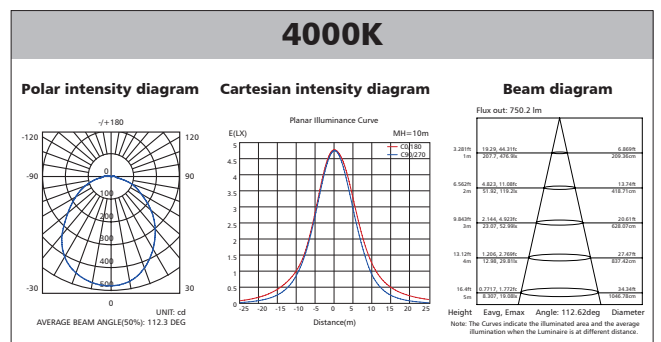 4000K
Polar intensity diagram
Cartesian intensity diagram
Beam diagram
-/+180
-120
120
-90
90
-30
30
0
0
100
200
300
400
500
UNIT: cd
AVERAGE BEAM ANGLE(50%): 112.3 DEG
Planar Illuminance Curve
E(LX)
MH=10m
C0/180
C90/270
5
4.5
4
3.5
3
2.5
2
1.5
1
0.5
0
-25 -20 -15 -10 -5 0 5 10 15 20 25
Distance(m)
Flux out: 750.2 lm
3.281ft 19.29, 44.31fc 6.869ft
1m 207.7, 476.9lx 209.36cm
6.562ft 4.823, 11.08fc 13.74ft
2m 51.92, 119.2lx 418.71cm
9.843ft 2.144, 4.923fc 20.61ft
3m 23.07, 52.99lx 628.07cm
13.12ft 1.206, 2.769fc 27.47ft
4m 12.98, 29.81lx 837.42cm
16.4ft 0.7717, 1.772fc 34.34ft
5m 8.307, 19.08lx 1046.78cm
Height Eavg, Emax Angle: 112.62deg Diameter
Note: The Curves indicate the illuminated area and the average
illumination when the Luminaire is at different distance.